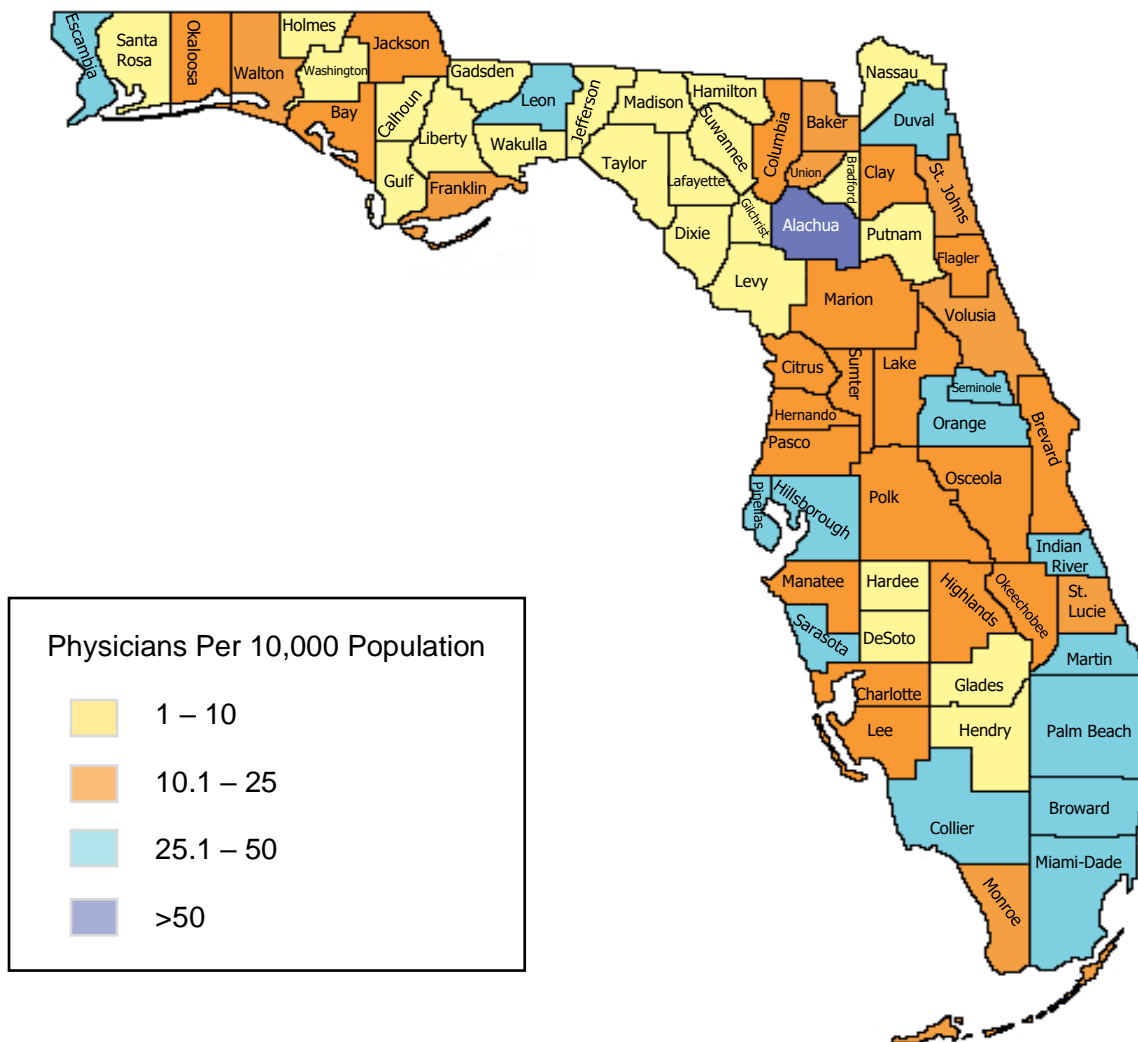 Escambia
Santa
Rosa
Okaloosa
Walton
Holmes
Washington
Jackson
Bay
Calhoun
Gulf
Gadsden
Liberty
Franklin
Leon
Wakulla
Jefferson
Madison
Taylor
Hamilton
Suwannee
Lafayette
Dixie
Gilchrist
Levy
Columbia
Baker
Union
Bradford
Alachua
Nassau
Duval
Clay
St. Johns
Putnam
Flagler
Marion
Volusia
Citrus
Sumter
Lake
Seminole
Orange
Hernando
Pasco
Brevard
Osceola
Polk
Pinellas
Hillsborough
Indian
River
Manatee
Hardee
Highlands
Okeechobee
St.
Lucie
Sarasota
DeSoto
Martin
Charlotte
Glades
Lee
Hendry
Palm Beach
Collier
Broward
Miami-Dade
Monroe
Physicians Per 10,000 Population
1 – 10
10.1 – 25
25.1 – 50
>50